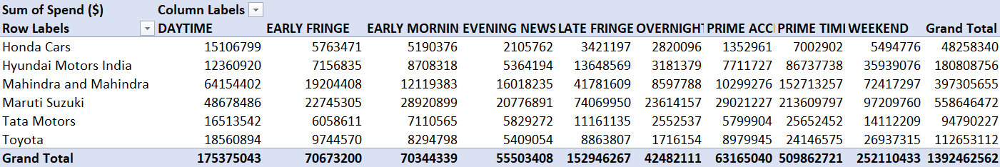 Sum of Spend ($) Column Labels
Row Labels DAYTIME EARLY FRINGE EARLY MORNIN EVENING NEWS LATE FRINGE OVERNIGHT PRIME ACC PRIME TIM WEEKEND Grand Total
Honda Cars 15106799 5763471 5190376 2105762 3421197 2820096 1352961 7002902 5494776 48258340
Hyundai Motors India 12360920 7156835 8708318 5364194 13648569 3181379 7711727 86737738 35939076 180808756
Mahindra and Mahindra 64154402 19204408 12119383 16018235 41781609 8597788 10299276 152713257 72417297 397305655
Maruti Suzuki 48678486 22745305 28920899 20776891 74069950 23614157 29021227 213609797 97209760 558646472
Tata Motors 16513542 6058611 7110565 5829272 11161135 2552537 5799904 25652452 14112209 94790227
Toyota 18560894 9744570 8294798 5409054 8863807 1716154 8979945 24146575 26937315 112653112
Grand Total 175375043 70673200 70344339 55503408 152946267 42482111 63165040 509862721 252110433 1392462562